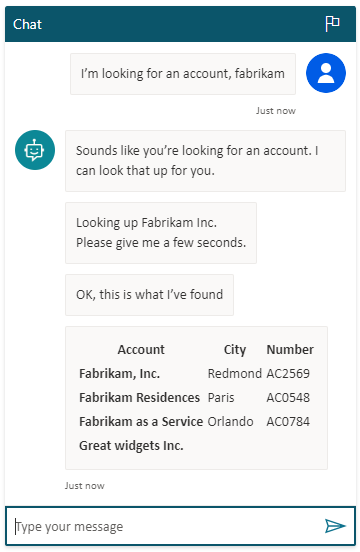 Chat
I’m looking for an account, fabrikam
Just now
Sounds like you’re looking for an account. I
can look that up for you.
Looking up Fabrikam Inc.
Please give me a few seconds.
OK, this is what I’ve found
Account City Number
Fabrikam, Inc. Redmond AC2569
Fabrikam Residences Paris AC0548
Fabrikam as a Service Orlando AC0784
Great widgets Inc.
Just now
Type your message